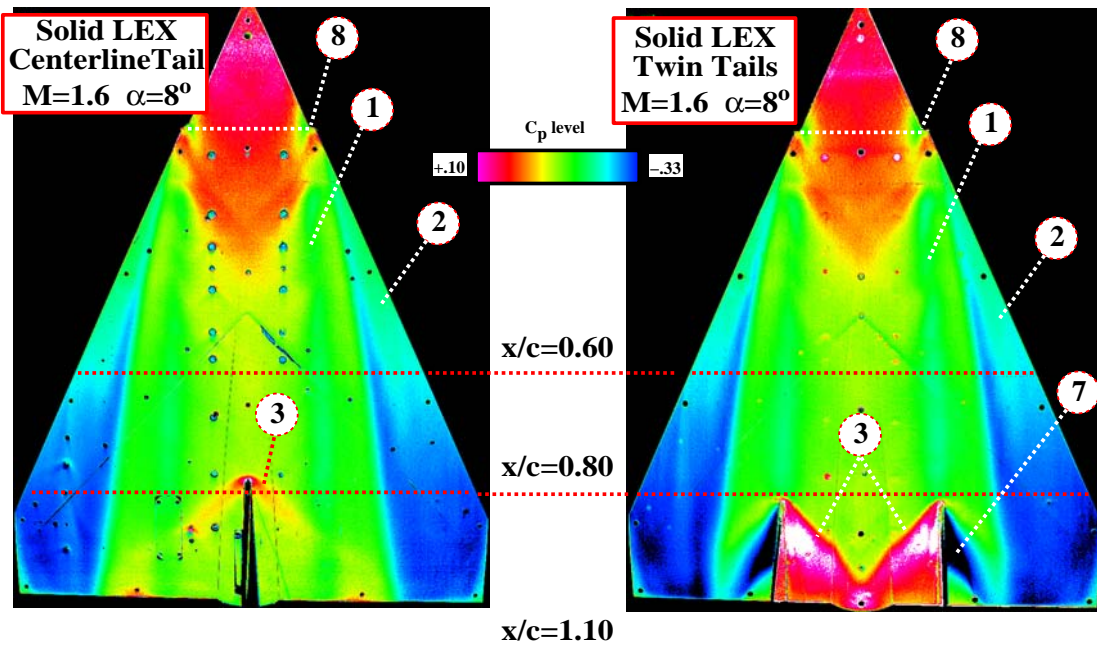 Solid LEX
CenterlineTail
M=1.6 α=8°
8
1
2
3
Cp level
+.10
–.33
x/c=0.60
x/c=0.80
x/c=1.10
Solid LEX
Twin Tails
M=1.6 α=8°
8
1
2
7
3